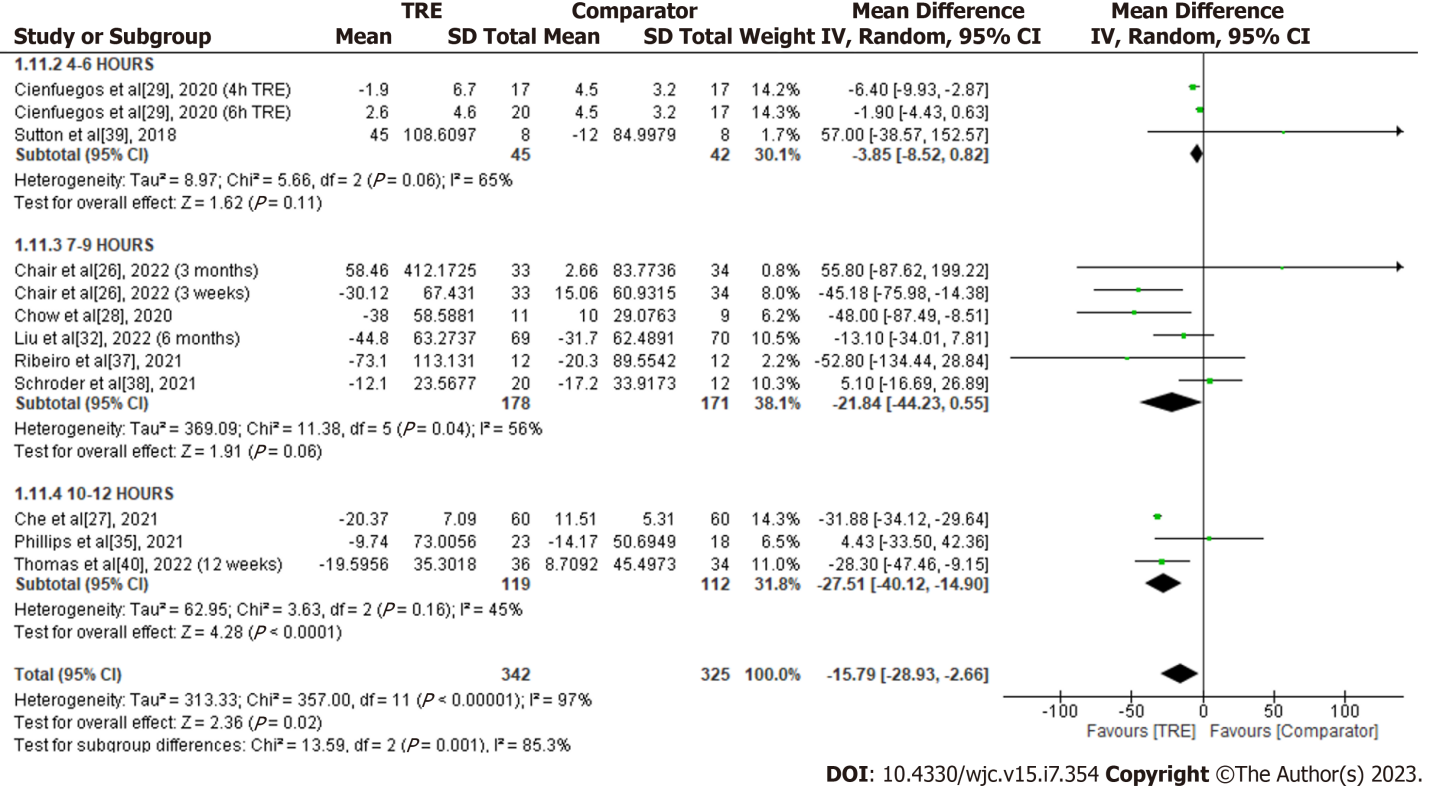 TRE Comparator Mean Difference Mean Difference
Study or Subgroup Mean SD Total Mean SD Total Weight IV, Random, 95% CI IV, Random, 95% CI
1.11.2 4-6 HOURS
Cienfuegos et al[29], 2020 (4h TRE) -1.9 6.7 17 4.5 3.2 17 14.2% -6.40 [-9.93, -2.87]
Cienfuegos et al[29], 2020 (6h TRE) 2.6 4.6 20 4.5 3.2 17 14.3% -1.90 [-4.43, 0.63]
Sutton et al[39], 2018 45 108.6097 8 -12 84.9979 8 1.7% 57.00 [-38.57, 152.57]
Subtotal (95% CI) 45 42 30.1% -3.85 [-8.52, 0.82]
Heterogeneity: Tau² = 8.97; Chi² = 5.66, df = 2 (P = 0.06); I² = 65%
Test for overall effect: Z = 1.62 (P = 0.11)
1.11.3 7-9 HOURS
Chair et al[26], 2022 (3 months) 58.46 412.1725 33 2.66 83.7736 34 0.8% 55.80 [-87.62, 199.22]
Chair et al[26], 2022 (3 weeks) -30.12 67.431 33 15.06 60.9315 34 8.0% -45.18 [-75.98, -14.38]
Chow et al[28], 2020 -38 58.5881 11 10 29.0763 9 6.2% -48.00 [-87.49, -8.51]
Liu et al[32], 2022 (6 months) -44.8 63.2737 69 -31.7 62.4891 70 10.5% -13.10 [-34.01, 7.81]
Ribeiro et al[37], 2021 -73.1 113.131 12 -20.3 89.5542 12 2.2% -52.80 [-134.44, 28.84]
Schroder et al[38], 2021 -12.1 23.5677 20 -17.2 33.9173 12 10.3% 5.10 [-16.69, 26.89]
Subtotal (95% CI) 178 171 38.1% -21.84 [-44.23, 0.55]
Heterogeneity: Tau² = 369.09; Chi² = 11.38, df = 5 (P = 0.04); I² = 56%
Test for overall effect: Z = 1.91 (P = 0.06)
1.11.4 10-12 HOURS
Che et al[27], 2021 -20.37 7.09 60 11.51 5.31 60 14.3% -31.88 [-34.12, -29.64]
Phillips et al[35], 2021 -9.74 73.0056 23 -14.17 50.6949 18 6.5% 4.43 [-33.50, 42.36]
Thomas et al[40], 2022 (12 weeks) -19.5956 35.3018 36 8.7092 45.4973 34 11.0% -28.30 [-47.46, -9.15]
Subtotal (95% CI) 119 112 31.8% -27.51 [-40.12, -14.90]
Heterogeneity: Tau² = 62.95; Chi² = 3.63, df = 2 (P = 0.16); I² = 45%
Test for overall effect: Z = 4.28 (P < 0.0001)
Total (95% CI) 342 325 100.0% -15.79 [-28.93, -2.66]
Heterogeneity: Tau² = 313.33; Chi² = 357.00, df = 11 (P < 0.00001); I² = 97%
Test for overall effect: Z = 2.36 (P = 0.02)
Test for subgroup differences: Chi² = 13.59, df = 2 (P = 0.001), I² = 85.3%
-100 -50 0 50 100
Favours [TRE] Favours [Comparator]
DOI: 10.4330/wjc.v15.i7.354 Copyright ©The Author(s) 2023.